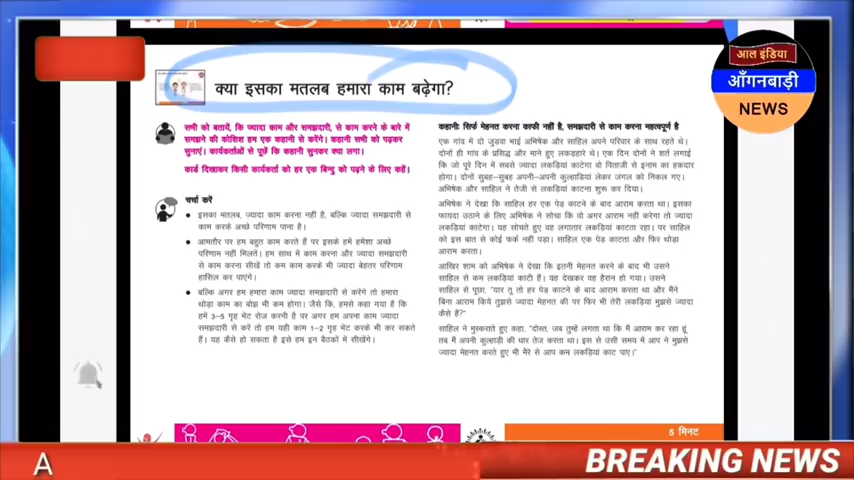 आल इंडिया
आँगनबाड़ी
NEWS
क्या इसका मतलब हमारा काम बढ़ेगा?
सभी को बतायें, कि ज्यादा काम और समझदारी, से काम करने के बारे में
समझने की कोशिश हम एक कहानी से करेंगे। कहानी सभी को पढ़कर
सुनाएं। कार्यकर्ताओं से पूछें कि कहानी सुनकर क्या लगा।
कार्ड दिखाकर किसी कार्यकर्ता को हर एक बिन्दु को पढ़ने के लिए कहें।
चर्चा करें
इसका मतलब, ज्यादा काम करना नहीं है, बल्कि ज्यादा समझदारी से
काम करके अच्छे परिणाम पाना है।
आमतौर पर हम बहुत काम करते हैं पर इसके हमें हमेशा अच्छे
परिणाम नहीं मिलते। हम साथ में काम करना और ज्यादा समझदारी
से काम करना सीखें तो कम काम करके भी ज्यादा बेहतर परिणाम
हासिल कर पाएंगे।
बल्कि अगर हम हमारा काम ज्यादा समझदारी से करेंगे तो हमारा
थोड़ा काम का बोझ भी कम होगा। जैसे कि, हमसे कहा गया है कि
हमें 3–5 गृह भेंट रोज करनी है पर अगर हम अपना काम ज्यादा
समझदारी से करें तो हम यही काम 1–2 गृह भेंट करके भी कर सकते
हैं। यह कैसे हो सकता है इसे हम इन बैठकों में सीखेंगे।
कहानीः सिर्फ मेहनत करना काफी नहीं है, समझदारी से काम करना महत्वपूर्ण है
एक गांव में दो जुड़वा भाई अभिषेक और साहिल अपने परिवार के साथ रहते थे।
दोनों ही गांव के प्रसिद्ध और माने हुए लकड़हारे थे। एक दिन दोनों ने शर्त लगाई
कि जो पूरे दिन में सबसे ज्यादा लकड़ियां काटेगा वो पिताजी से इनाम का हकदार
होगा। दोनों सुबह–सुबह अपनी–अपनी कुल्हाड़ियां लेकर जंगल को निकल गए।
अभिषेक और साहिल ने तेजी से लकड़ियां काटना शुरू कर दिया।
अभिषेक ने देखा कि साहिल हर एक पेड़ काटने के बाद आराम करता था। इसका
फायदा उठाने के लिए अभिषेक ने सोचा कि वो अगर आराम नहीं करेगा तो ज्यादा
लकड़ियां काटेगा। यह सोचते हुए वह लगातार लकड़ियां काटता रहा। पर साहिल
को इस बात से कोई फर्क नहीं पड़ा। साहिल एक पेड़ काटता और फिर थोड़ा
आराम करता।
आखिर शाम को अभिषेक ने देखा कि इतनी मेहनत करने के बाद भी उसने
साहिल से कम लकड़ियां काटी हैं। यह देखकर वह हैरान हो गया। उसने
साहिल से पूछा, "यार तू तो हर पेड़ काटने के बाद आराम करता था और मैंने
बिना आराम किये तुझसे ज्यादा मेहनत की पर फिर भी तेरी लकड़ियां मुझसे ज्यादा
कैसे हैं?"
साहिल ने मुस्कराते हुए कहा, "दोस्त, जब तुम्हें लगता था कि मैं आराम कर रहा हूं
तब मैं अपनी कुल्हाड़ी की धार तेज करता था। इस से उसी समय में आप ने मुझसे
ज्यादा मेहनत करते हुए भी मेरे से आप कम लकड़ियां काट पाए।"
5 मिनट
A
BREAKING NEWS